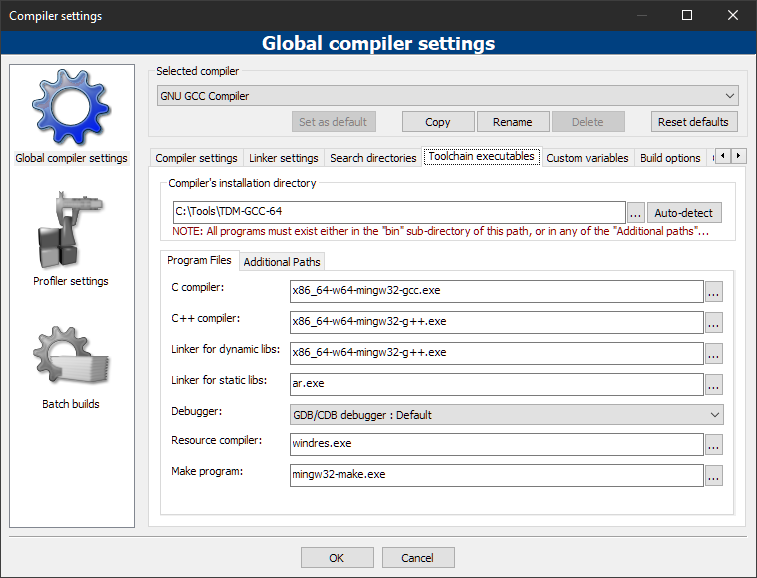 Compiler settings
Global compiler settings
Global compiler settings
Profiler settings
Batch builds
Selected compiler
GNU GCC Compiler
Set as default Copy Rename Delete Reset defaults
Compiler settings Linker settings Search directories Toolchain executables Custom variables Build options
Compiler's installation directory
C:\Tools\TDM-GCC-64 ... Auto-detect
NOTE: All programs must exist either in the "bin" sub-directory of this path, or in any of the "Additional paths"...
Program Files Additional Paths
C compiler: x86_64-w64-mingw32-gcc.exe ...
C++ compiler: x86_64-w64-mingw32-g++.exe ...
Linker for dynamic libs: x86_64-w64-mingw32-g++.exe ...
Linker for static libs: ar.exe ...
Debugger: GDB/CDB debugger : Default
Resource compiler: windres.exe ...
Make program: mingw32-make.exe ...
OK Cancel